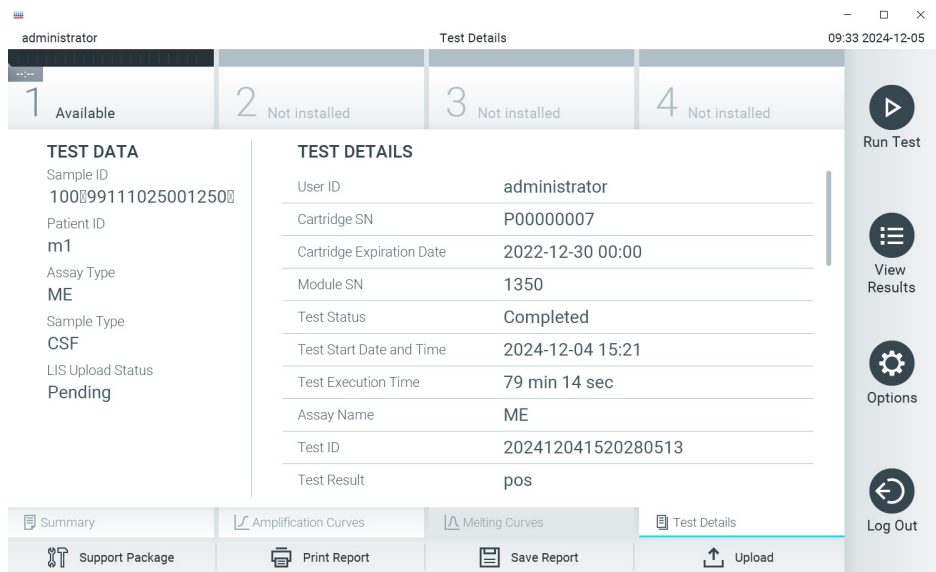 administrator
Test Details
09:33 2024-12-05
--:--
1 Available
2 Not installed
3 Not installed
4 Not installed
TEST DATA
Sample ID
100▯99111025001250▯
Patient ID
m1
Assay Type
ME
Sample Type
CSF
LIS Upload Status
Pending
TEST DETAILS
User ID administrator
Cartridge SN P00000007
Cartridge Expiration Date 2022-12-30 00:00
Module SN 1350
Test Status Completed
Test Start Date and Time 2024-12-04 15:21
Test Execution Time 79 min 14 sec
Assay Name ME
Test ID 202412041520280513
Test Result pos
Run Test
View
Results
Options
Log Out
Summary
Amplification Curves
Melting Curves
Test Details
Support Package
Print Report
Save Report
Upload